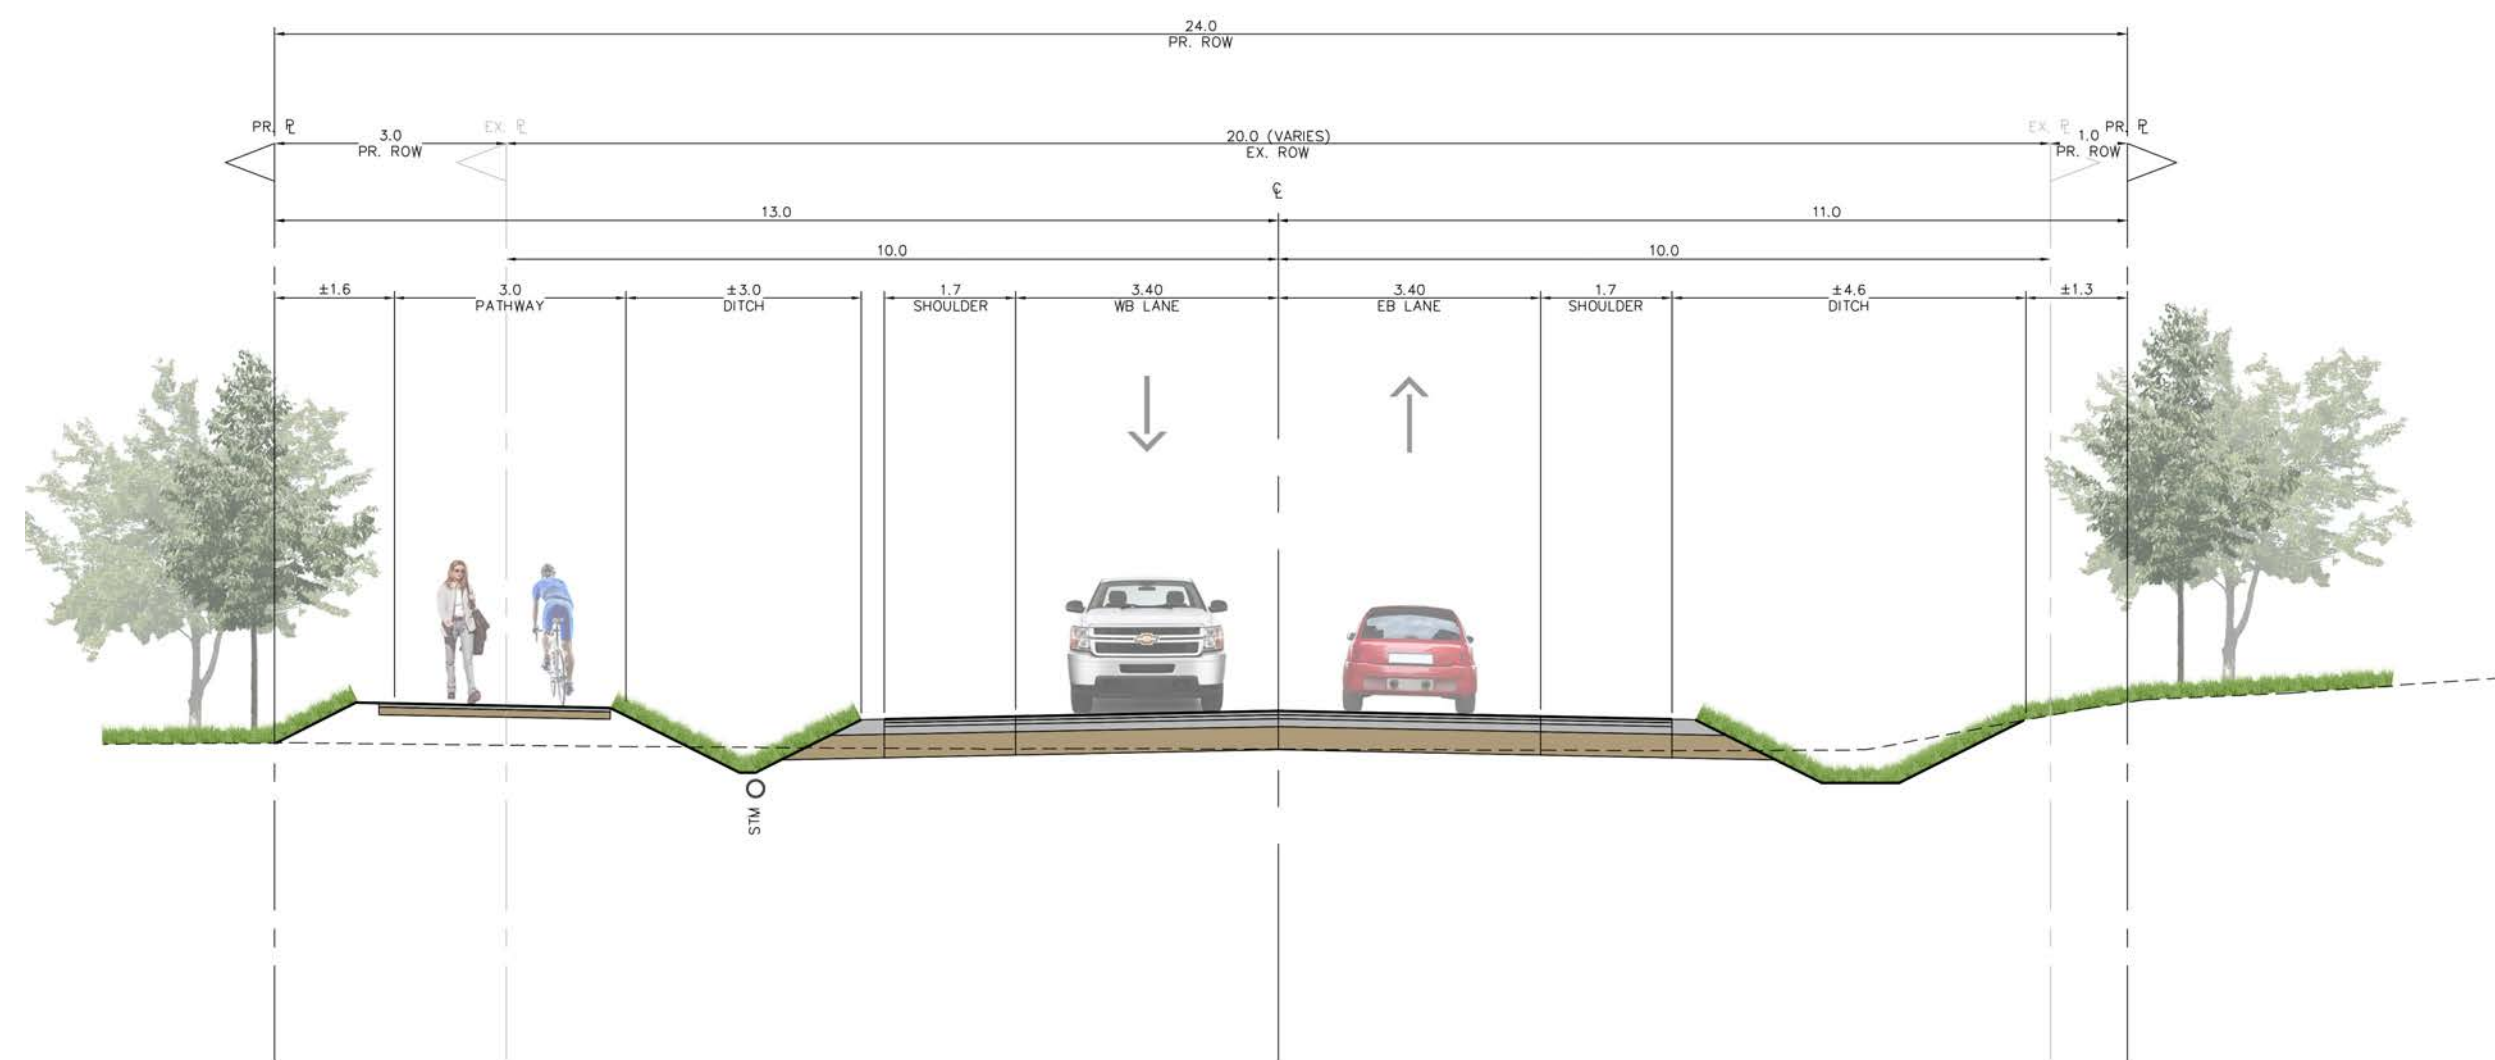 24.0
PR. ROW
PR. ⅊
EX. ⅊
EX. ⅊
PR. ⅊
3.0
PR. ROW
20.0 (VARIES)
EX. ROW
1.0
PR. ROW
℄
13.0
11.0
10.0
10.0
±1.6
3.0
PATHWAY
±3.0
DITCH
1.7
SHOULDER
3.40
WB LANE
3.40
EB LANE
1.7
SHOULDER
±4.6
DITCH
±1.3
STM